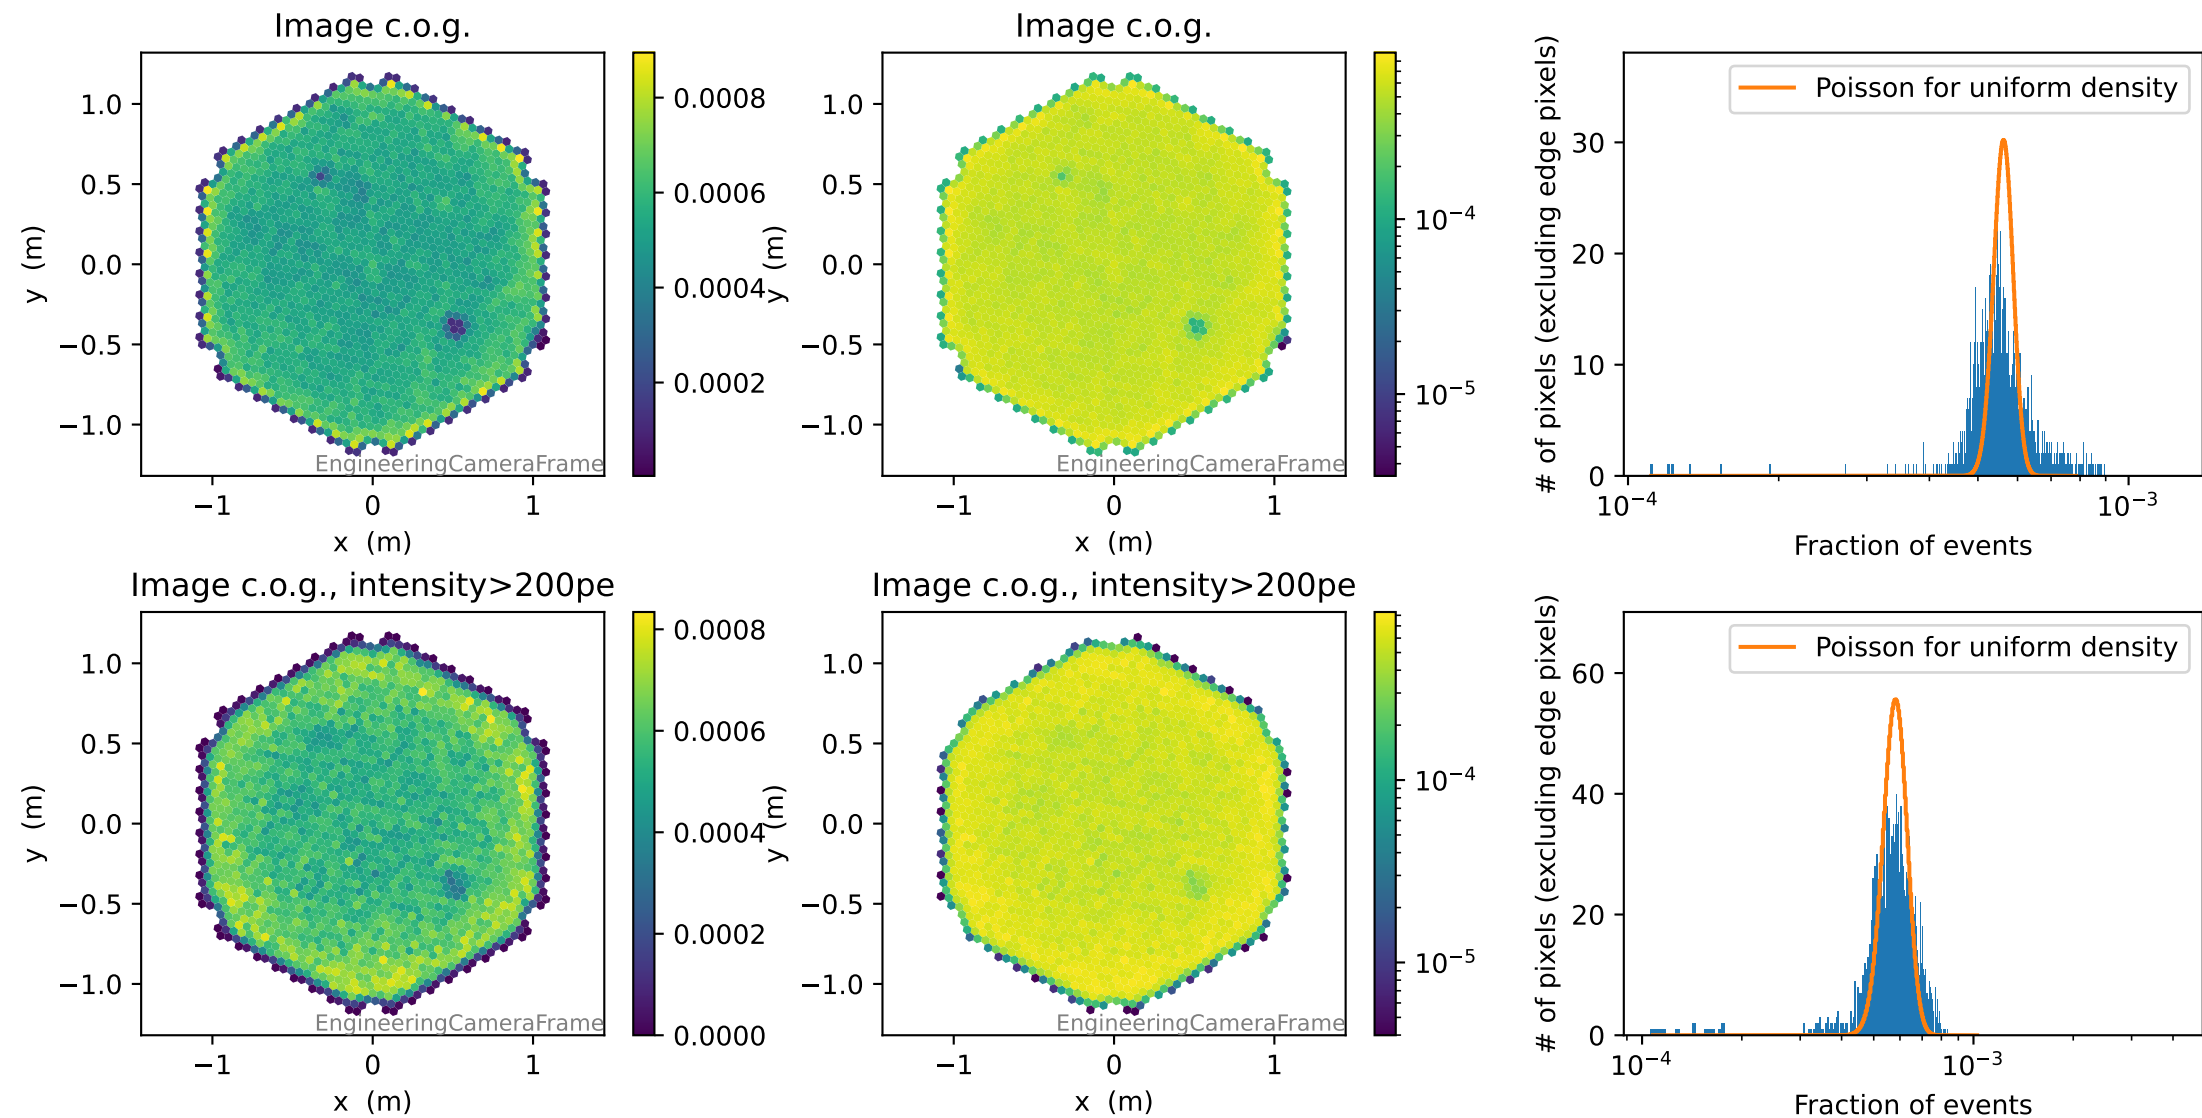 Image c.o.g.
y (m)
1.0
0.5
0.0
−0.5
−1.0
−1
0
1
x (m)
EngineeringCameraFrame
0.0008
0.0006
0.0004
0.0002
Image c.o.g.
y (m)
1.0
0.5
0.0
−0.5
−1.0
−1
0
1
x (m)
EngineeringCameraFrame
10−4
10−5
# of pixels (excluding edge pixels)
Poisson for uniform density
30
20
10
0
10−4
10−3
Fraction of events
Image c.o.g., intensity>200pe
y (m)
1.0
0.5
0.0
−0.5
−1.0
−1
0
1
x (m)
EngineeringCameraFrame
0.0008
0.0006
0.0004
0.0002
0.0000
Image c.o.g., intensity>200pe
y (m)
1.0
0.5
0.0
−0.5
−1.0
−1
0
1
x (m)
EngineeringCameraFrame
10−4
10−5
# of pixels (excluding edge pixels)
Poisson for uniform density
60
40
20
0
10−4
10−3
Fraction of events